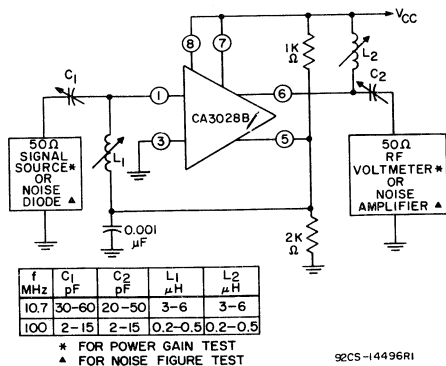 VCC
8
7
1K
Ω
L2
C1
C2
1
6
CA3028B
3
5
50Ω
SIGNAL
SOURCE*
OR
NOISE
DIODE ▲
L1
50Ω
RF
VOLTMETER*
OR
NOISE
AMPLIFIER ▲
0.001
µF
2K
Ω
f MHz C1 pF C2 pF L1 µH L2 µH
10.7 30-60 20-50 3-6 3-6
100 2-15 2-15 0.2-0.5 0.2-0.5
* FOR POWER GAIN TEST
▲ FOR NOISE FIGURE TEST
92CS-14496R1